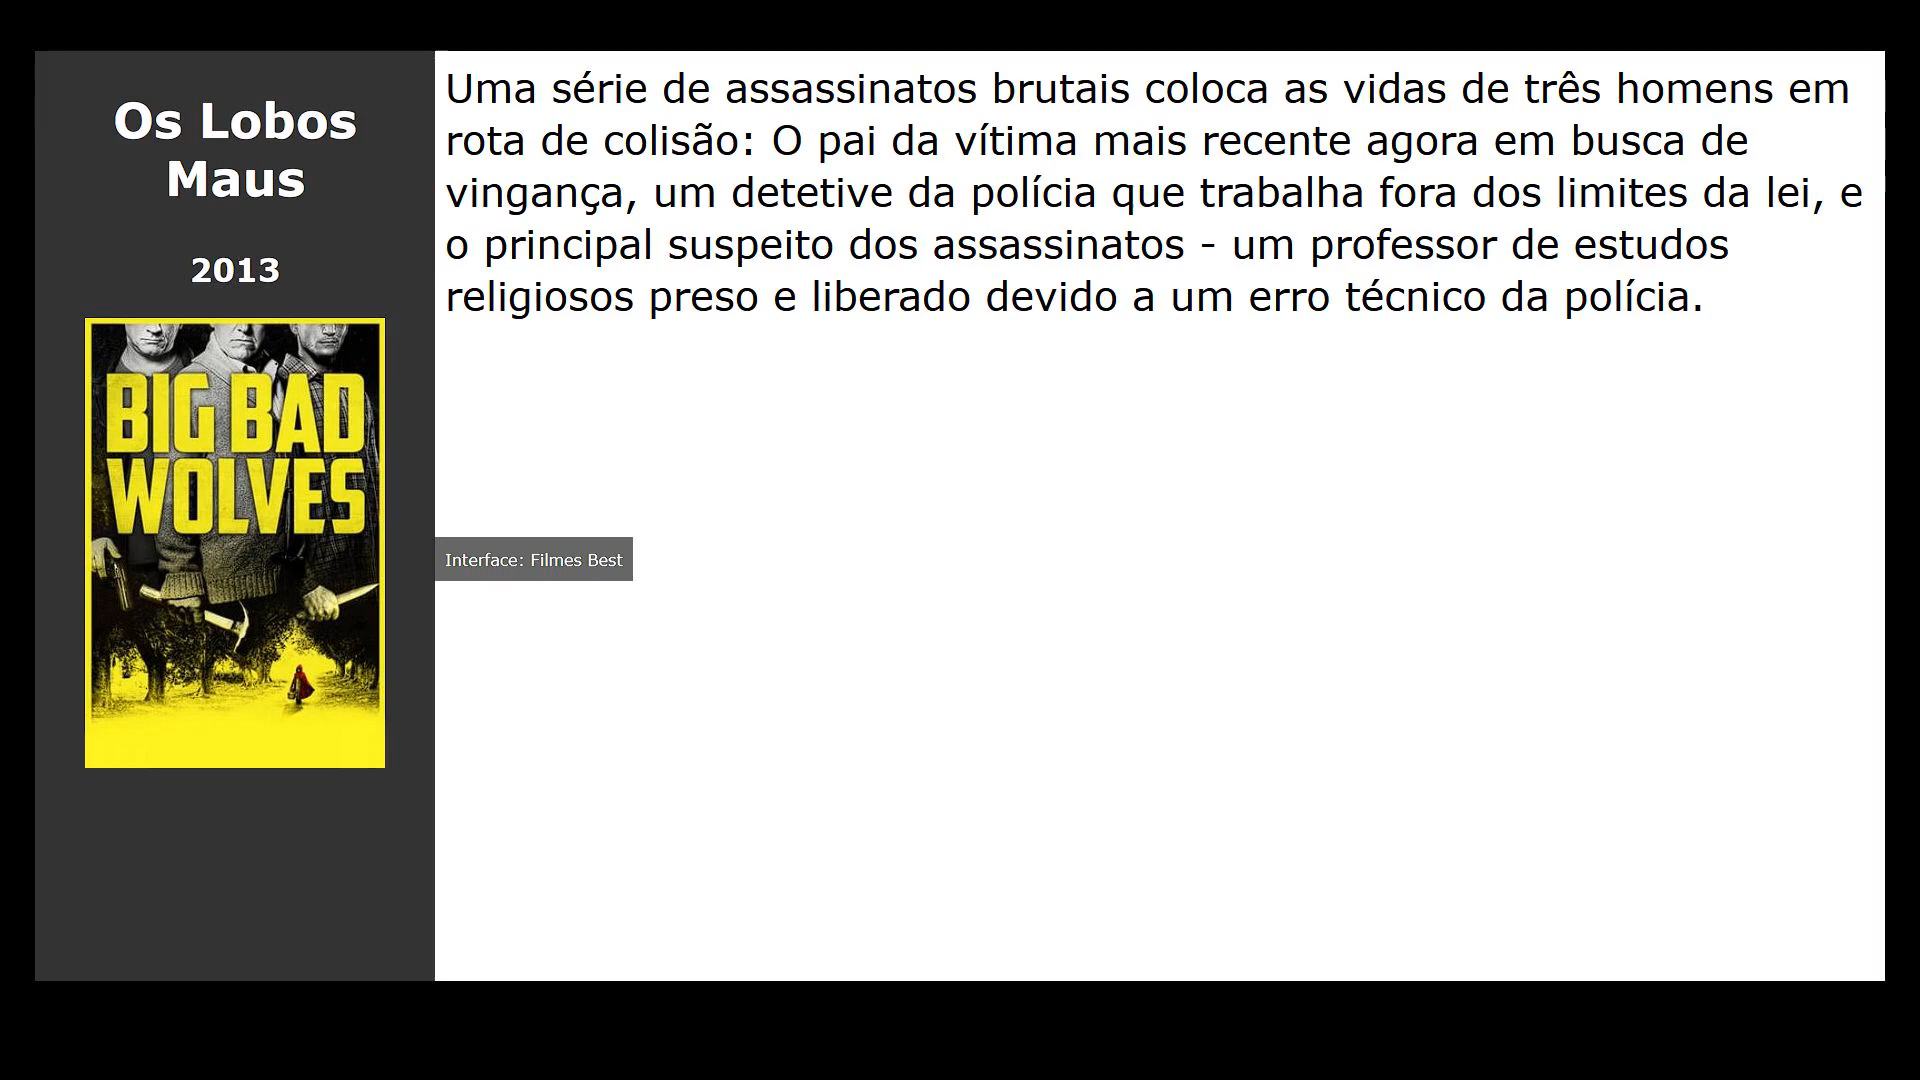 Os Lobos
Maus
2013
BIG BAD
WOLVES
Uma série de assassinatos brutais coloca as vidas de três homens em
rota de colisão: O pai da vítima mais recente agora em busca de
vingança, um detetive da polícia que trabalha fora dos limites da lei, e
o principal suspeito dos assassinatos - um professor de estudos
religiosos preso e liberado devido a um erro técnico da polícia.
Interface: Filmes Best